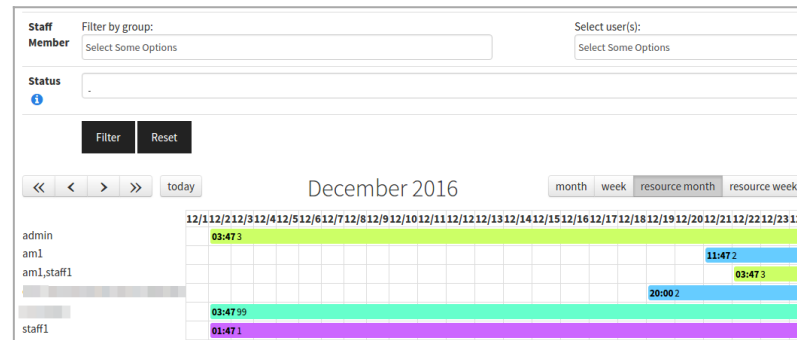 Staff Member
Filter by group:
Select user(s):
Select Some Options
Select Some Options
Status
-
Filter
Reset
today
December 2016
month
week
resource month
resource week
12/1 12/2 12/3 12/4 12/5 12/6 12/7 12/8 12/9 12/10 12/11 12/12 12/13 12/14 12/15 12/16 12/17 12/18 12/19 12/20 12/21 12/22 12/23
admin
03:47 3
am1
11:47 2
am1,staff1
03:47 3
20:00 2
03:47 99
staff1
01:47 1